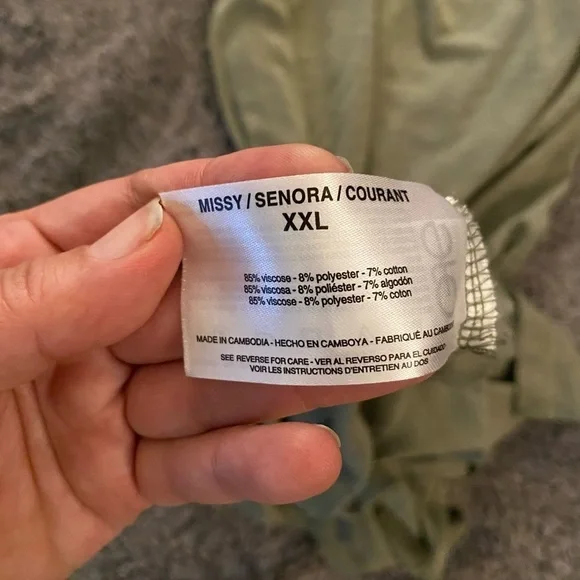 MISSY / SENORA / COURANT
XXL
85% viscose - 8% polyester - 7% cotton
85% viscosa - 8% poliéster - 7% algodón
85% viscose - 8% polyester - 7% coton
MADE IN CAMBODIA - HECHO EN CAMBOYA - FABRIQUÉ AU
SEE REVERSE FOR CARE - VER AL REVERSO PARA EL CUIDADO
VOIR LES INSTRUCTIONS D'ENTRETIEN AU DOS